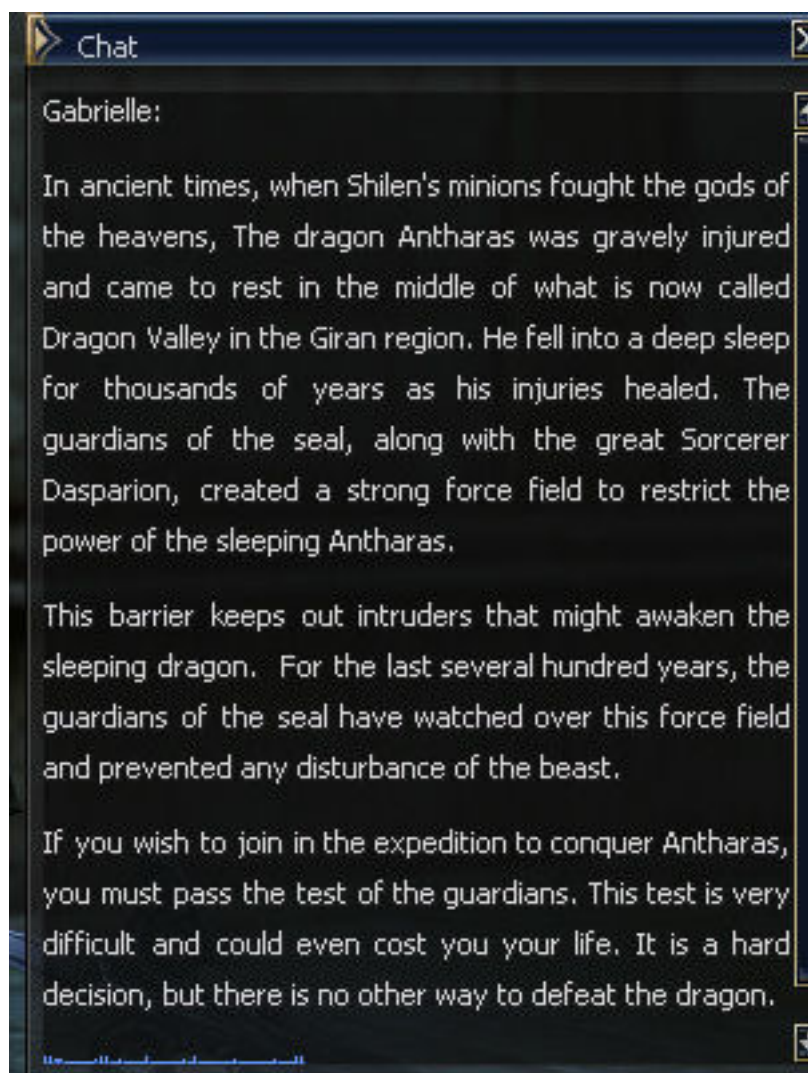 Chat
Gabrielle:
In ancient times, when Shilen's minions fought the gods of
the heavens, The dragon Antharas was gravely injured
and came to rest in the middle of what is now called
Dragon Valley in the Giran region. He fell into a deep sleep
for thousands of years as his injuries healed. The
guardians of the seal, along with the great Sorcerer
Dasparion, created a strong force field to restrict the
power of the sleeping Antharas.
This barrier keeps out intruders that might awaken the
sleeping dragon.  For the last several hundred years, the
guardians of the seal have watched over this force field
and prevented any disturbance of the beast.
If you wish to join in the expedition to conquer Antharas,
you must pass the test of the guardians. This test is very
difficult and could even cost you your life. It is a hard
decision, but there is no other way to defeat the dragon.